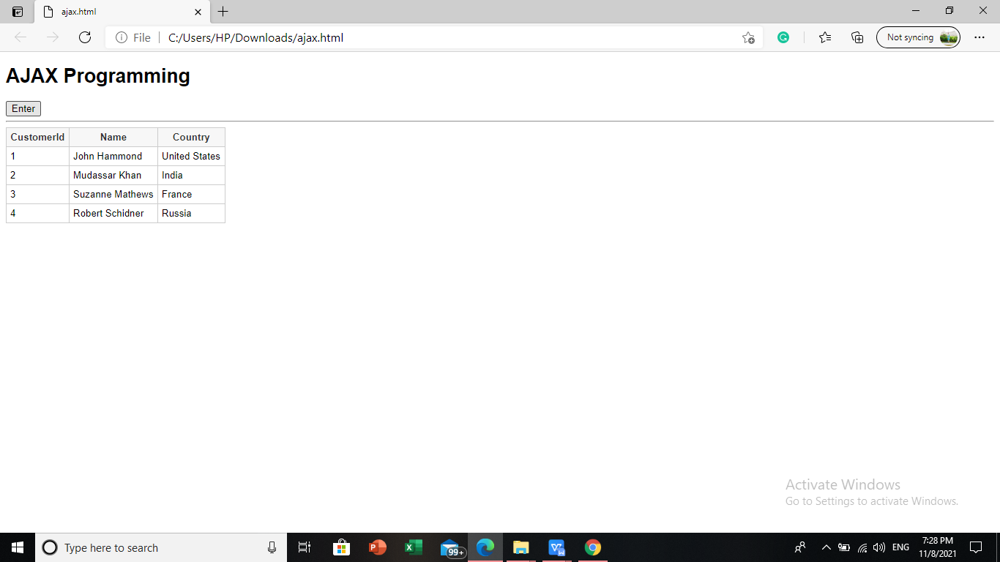 ajax.html
File C:/Users/HP/Downloads/ajax.html Not syncing
AJAX Programming
Enter
CustomerId Name Country
1 John Hammond United States
2 Mudassar Khan India
3 Suzanne Mathews France
4 Robert Schidner Russia
Activate Windows
Go to Settings to activate Windows.
Type here to search 99+ ENG 7:28 PM
11/8/2021